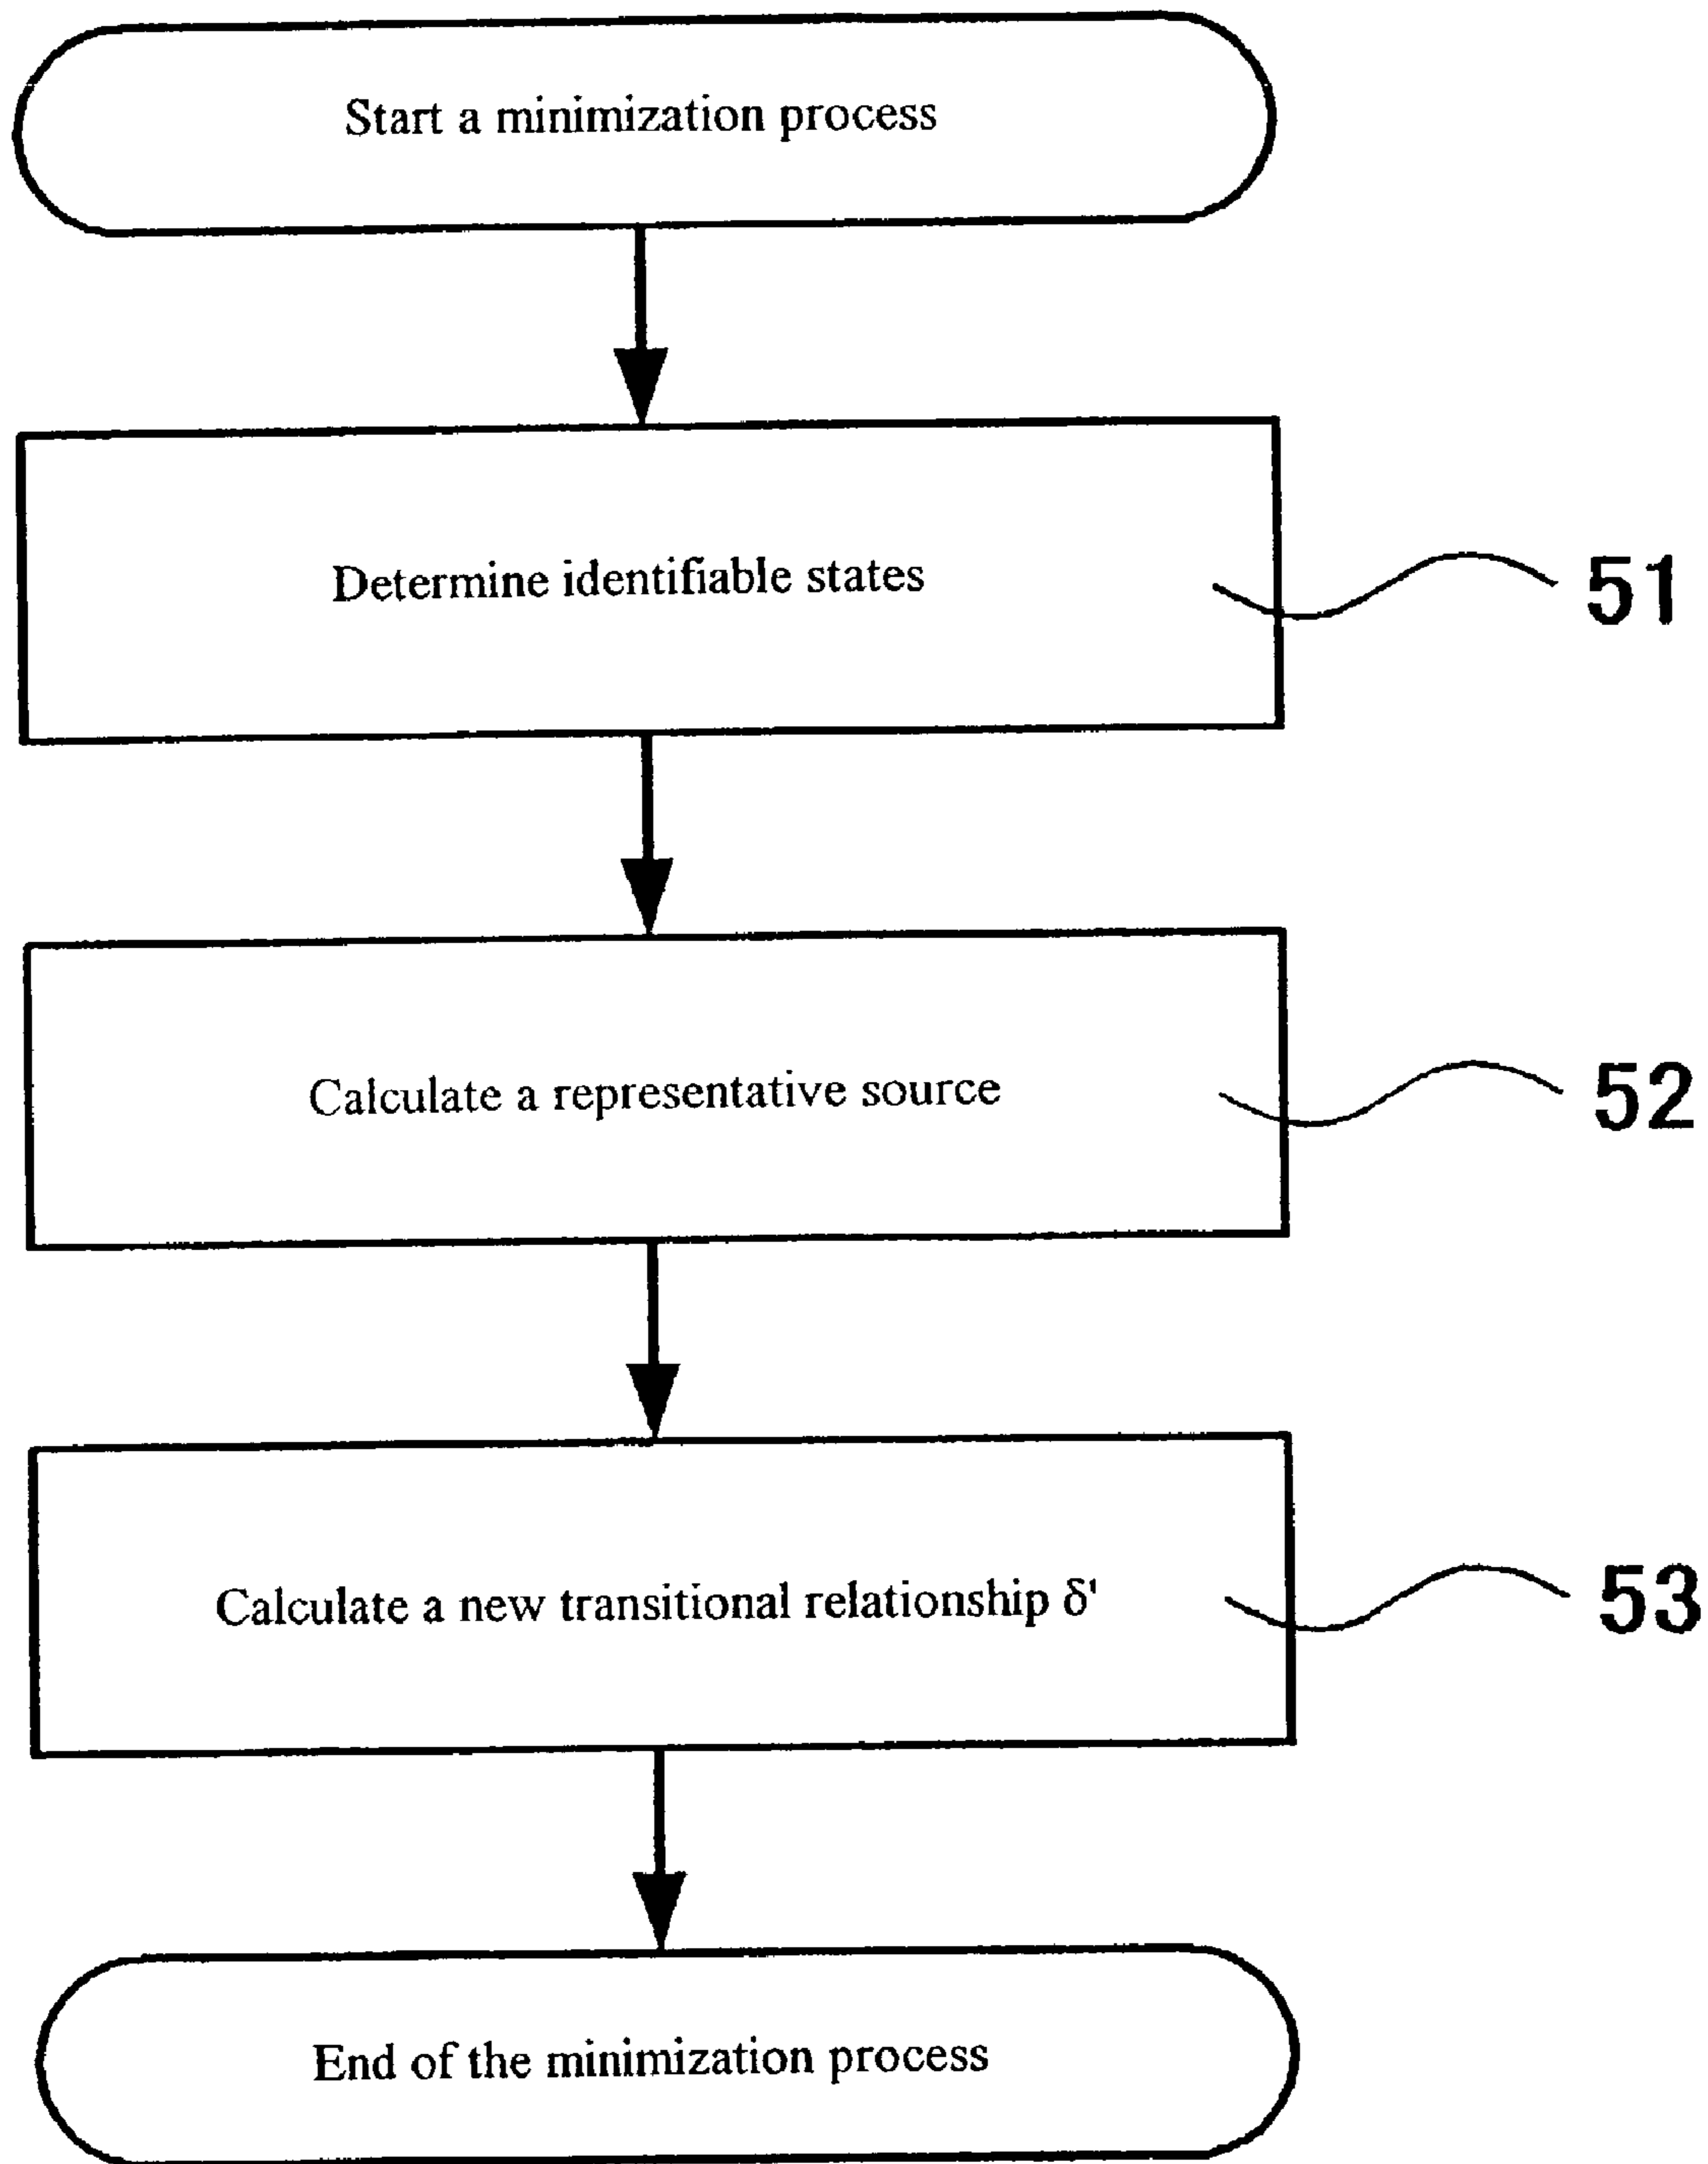 Start a minimization process
Determine identifiable states
51
Calculate a representative source
52
Calculate a new transitional relationship δ'
53
End of the minimization process